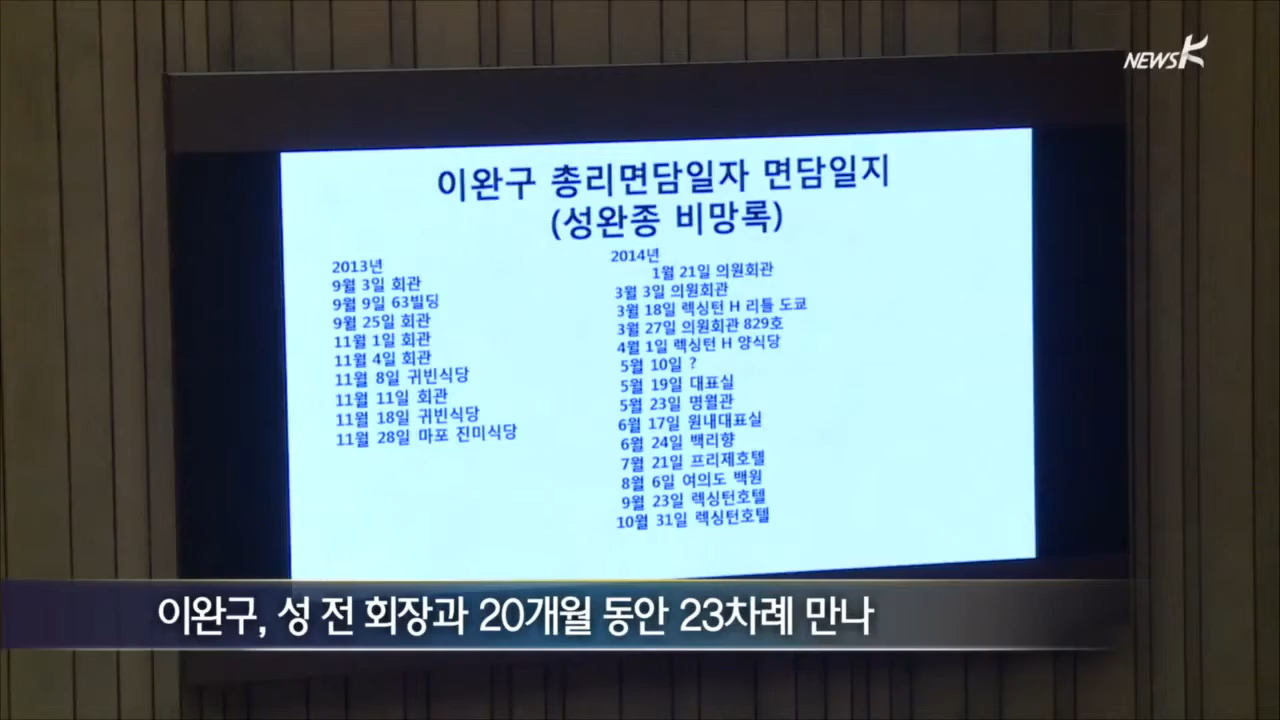 NEWS K
이완구 총리면담일자 면담일지
(성완종 비망록)
2013년
9월 3일 회관
9월 9일 63빌딩
9월 25일 회관
11월 1일 회관
11월 4일 회관
11월 8일 귀빈식당
11월 11일 회관
11월 18일 귀빈식당
11월 28일 마포 진미식당
2014년
1월 21일 의원회관
3월 3일 의원회관
3월 18일 렉싱턴 H 리틀 도쿄
3월 27일 의원회관 829호
4월 1일 렉싱턴 H 양식당
5월 10일 ?
5월 19일 대표실
5월 23일 명월관
6월 17일 원내대표실
6월 24일 백리향
7월 21일 프리제호텔
8월 6일 여의도 백원
9월 23일 렉싱턴호텔
10월 31일 렉싱턴호텔
이완구, 성 전 회장과 20개월 동안 23차례 만나